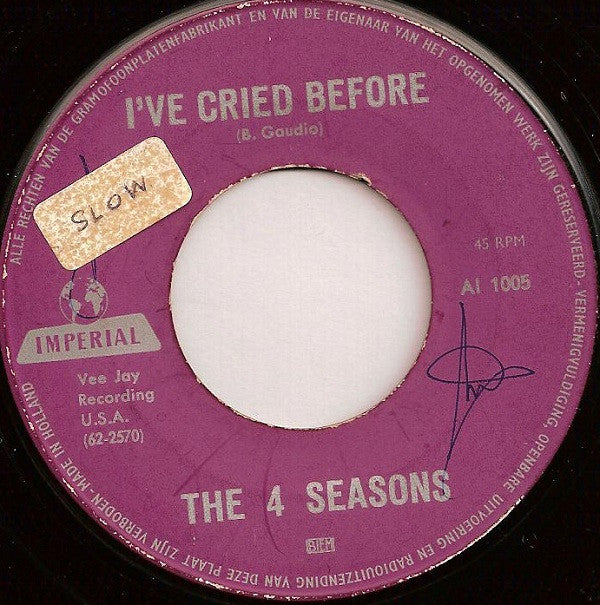 ALLE RECHTEN VAN DE GRAMOFOONPLATENFABRIKANT EN VAN DE EIGENAAR VAN HET OPGENOMEN WERK ZIJN GERESERVEERD - VERMENIGVULDIGING, OPENBARE UITVOERING EN RADIOUITZENDING VAN DEZE PLAAT ZIJN VERBODEN - MADE IN HOLLAND
I'VE CRIED BEFORE
(B. Gaudio)
SLOW
45 RPM
AI 1005
IMPERIAL
Vee Jay
Recording
U.S.A.
(62-2570)
THE 4 SEASONS
BIEM